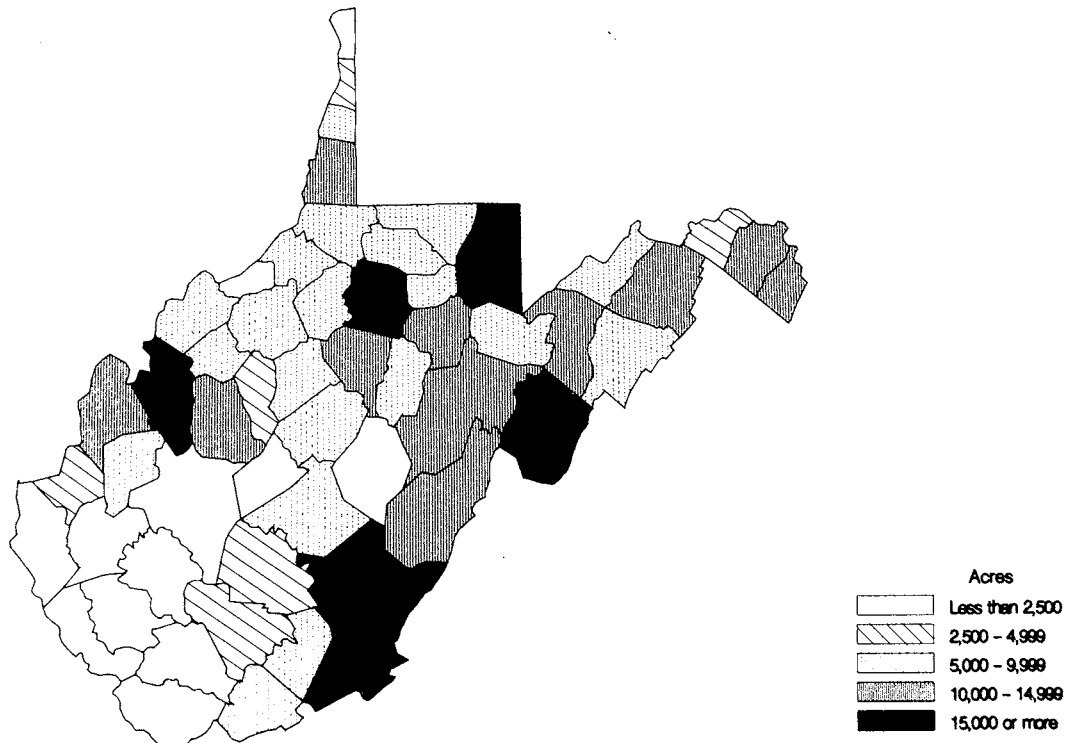 Acres
Less than 2,500
2,500 - 4,999
5,000 - 9,999
10,000 - 14,999
15,000 or more